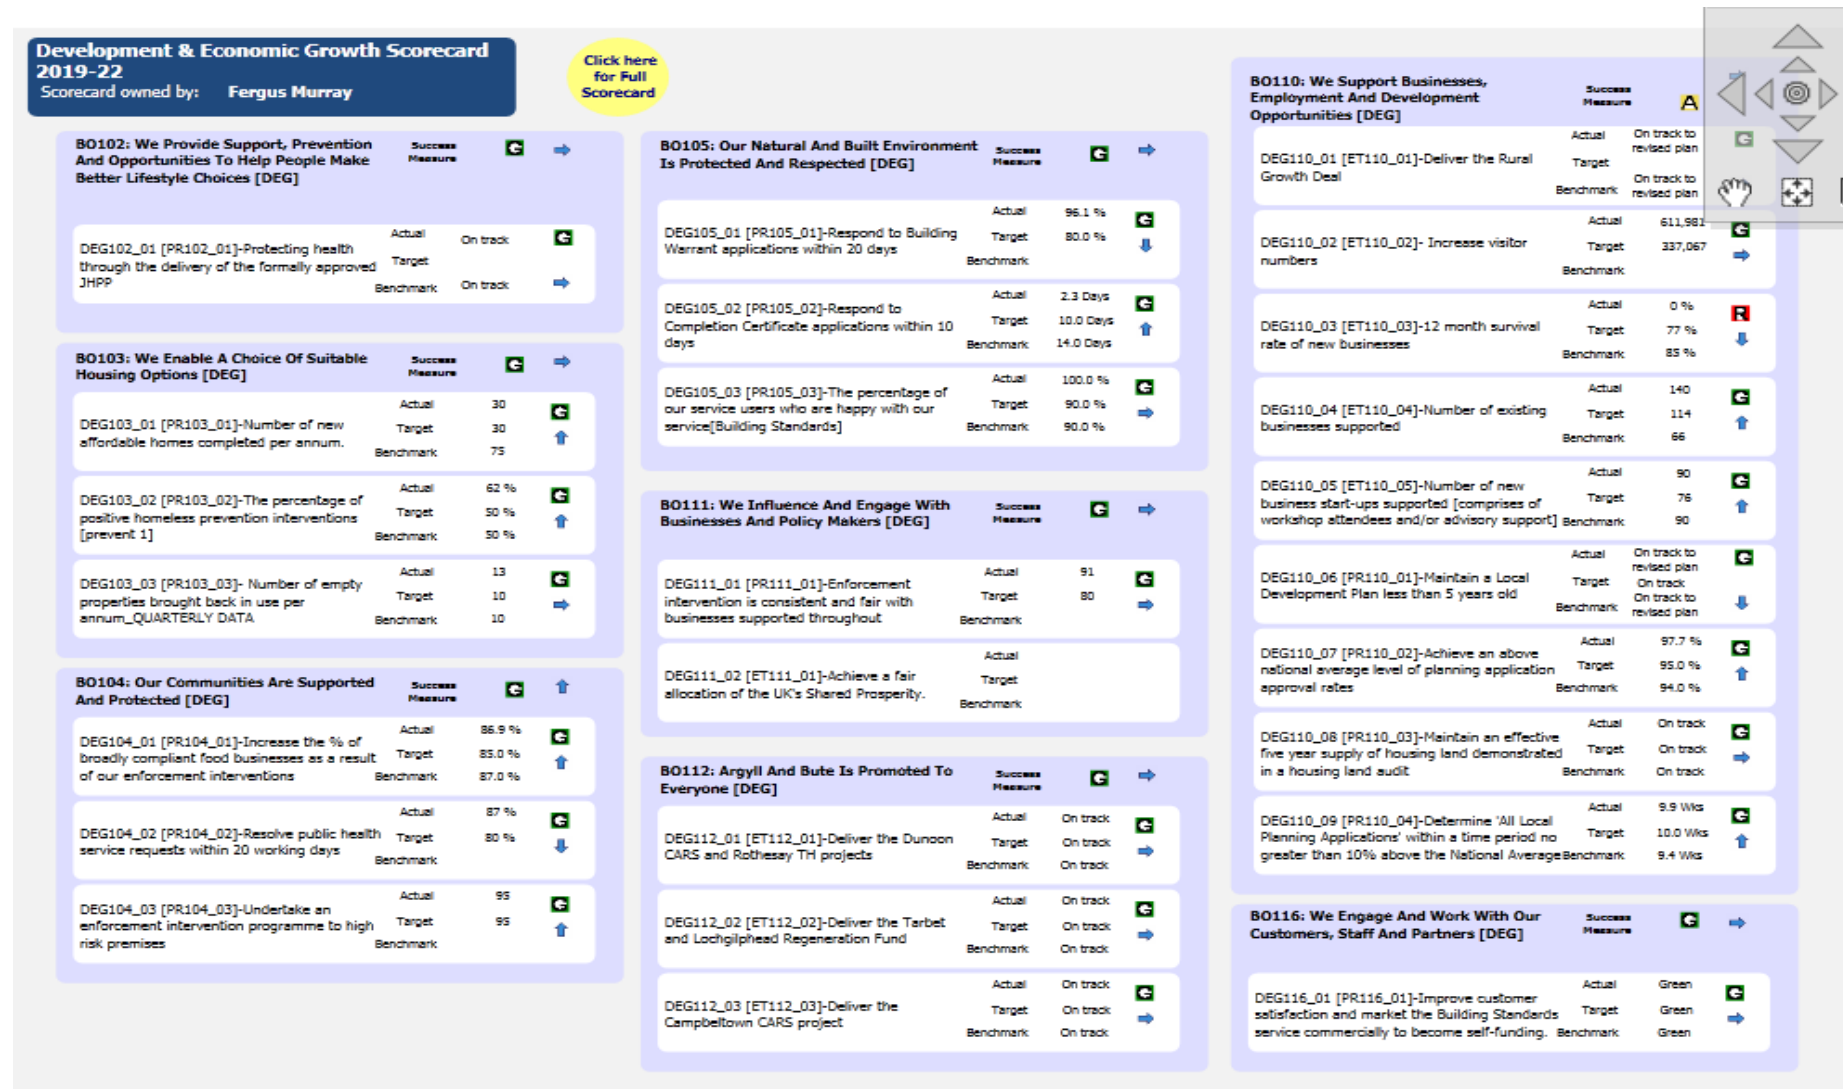 Development & Economic Growth Scorecard
2019-22
Scorecard owned by: Fergus Murray
Click here
for Full
Scorecard
BO102: We Provide Support, Prevention
And Opportunities To Help People Make
Better Lifestyle Choices [DEG]
Success
Measure
G
DEG102_01 [PR102_01]-Protecting health
through the delivery of the formally approved
JHPP
Actual On track G
Target
Benchmark On track
BO103: We Enable A Choice Of Suitable
Housing Options [DEG]
Success
Measure
G
DEG103_01 [PR103_01]-Number of new
affordable homes completed per annum.
Actual 30 G
Target 30
Benchmark 75
DEG103_02 [PR103_02]-The percentage of
positive homeless prevention interventions
[prevent 1]
Actual 62 % G
Target 50 %
Benchmark 50 %
DEG103_03 [PR103_03]- Number of empty
properties brought back in use per
annum_QUARTERLY DATA
Actual 13 G
Target 10
Benchmark 10
BO104: Our Communities Are Supported
And Protected [DEG]
Success
Measure
G
DEG104_01 [PR104_01]-Increase the % of
broadly compliant food businesses as a result
of our enforcement interventions
Actual 86.9 % G
Target 85.0 %
Benchmark 87.0 %
DEG104_02 [PR104_02]-Resolve public health
service requests within 20 working days
Actual 87 % G
Target 80 %
Benchmark
DEG104_03 [PR104_03]-Undertake an
enforcement intervention programme to high
risk premises
Actual 95 G
Target 95
Benchmark
BO105: Our Natural And Built Environment
Is Protected And Respected [DEG]
Success
Measure
G
DEG105_01 [PR105_01]-Respond to Building
Warrant applications within 20 days
Actual 96.1 % G
Target 80.0 %
Benchmark
DEG105_02 [PR105_02]-Respond to
Completion Certificate applications within 10
days
Actual 2.3 Days G
Target 10.0 Days
Benchmark 14.0 Days
DEG105_03 [PR105_03]-The percentage of
our service users who are happy with our
service[Building Standards]
Actual 100.0 % G
Target 90.0 %
Benchmark 90.0 %
BO111: We Influence And Engage With
Businesses And Policy Makers [DEG]
Success
Measure
G
DEG111_01 [PR111_01]-Enforcement
intervention is consistent and fair with
businesses supported throughout
Actual 91 G
Target 80
Benchmark
DEG111_02 [ET111_01]-Achieve a fair
allocation of the UK's Shared Prosperity.
Actual
Target
Benchmark
BO112: Argyll And Bute Is Promoted To
Everyone [DEG]
Success
Measure
G
DEG112_01 [ET112_01]-Deliver the Dunoon
CARS and Rothesay TH projects
Actual On track G
Target On track
Benchmark On track
DEG112_02 [ET112_02]-Deliver the Tarbet
and Lochgilphead Regeneration Fund
Actual On track G
Target On track
Benchmark On track
DEG112_03 [ET112_03]-Deliver the
Campbeltown CARS project
Actual On track G
Target On track
Benchmark On track
BO110: We Support Businesses,
Employment And Development
Opportunities [DEG]
Success
Measure
A
DEG110_01 [ET110_01]-Deliver the Rural
Growth Deal
Actual On track to
revised plan G
Target
Benchmark On track to
revised plan
DEG110_02 [ET110_02]- Increase visitor
numbers
Actual 611,981 G
Target 337,067
Benchmark
DEG110_03 [ET110_03]-12 month survival
rate of new businesses
Actual 0 % R
Target 77 %
Benchmark 85 %
DEG110_04 [ET110_04]-Number of existing
businesses supported
Actual 140 G
Target 114
Benchmark 66
DEG110_05 [ET110_05]-Number of new
business start-ups supported [comprises of
workshop attendees and/or advisory support]
Actual 90 G
Target 76
Benchmark 90
DEG110_06 [PR110_01]-Maintain a Local
Development Plan less than 5 years old
Actual On track to
revised plan G
Target On track
Benchmark On track to
revised plan
DEG110_07 [PR110_02]-Achieve an above
national average level of planning application
approval rates
Actual 97.7 % G
Target 95.0 %
Benchmark 94.0 %
DEG110_08 [PR110_03]-Maintain an effective
five year supply of housing land demonstrated
in a housing land audit
Actual On track G
Target On track
Benchmark On track
DEG110_09 [PR110_04]-Determine 'All Local
Planning Applications' within a time period no
greater than 10% above the National Average
Actual 9.9 Wks G
Target 10.0 Wks
Benchmark 9.4 Wks
BO116: We Engage And Work With Our
Customers, Staff And Partners [DEG]
Success
Measure
G
DEG116_01 [PR116_01]-Improve customer
satisfaction and market the Building Standards
service commercially to become self-funding.
Actual Green G
Target Green
Benchmark Green